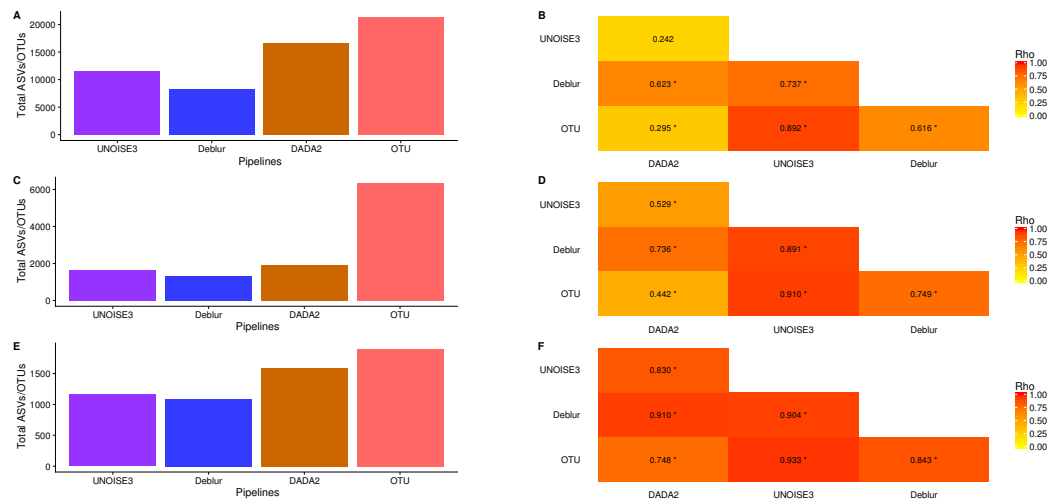 A
Total ASVs/OTUs
20000
15000
10000
5000
0
UNOISE3 Deblur DADA2 OTU
Pipelines
B
UNOISE3 0.242
Deblur 0.623 * 0.737 *
OTU 0.295 * 0.892 * 0.616 *
DADA2 UNOISE3 Deblur
Rho
1.00
0.75
0.50
0.25
0.00
C
Total ASVs/OTUs
6000
4000
2000
0
UNOISE3 Deblur DADA2 OTU
Pipelines
D
UNOISE3 0.529 *
Deblur 0.736 * 0.891 *
OTU 0.442 * 0.910 * 0.749 *
DADA2 UNOISE3 Deblur
Rho
1.00
0.75
0.50
0.25
0.00
E
Total ASVs/OTUs
1500
1000
500
0
UNOISE3 Deblur DADA2 OTU
Pipelines
F
UNOISE3 0.830 *
Deblur 0.910 * 0.904 *
OTU 0.748 * 0.933 * 0.843 *
DADA2 UNOISE3 Deblur
Rho
1.00
0.75
0.50
0.25
0.00